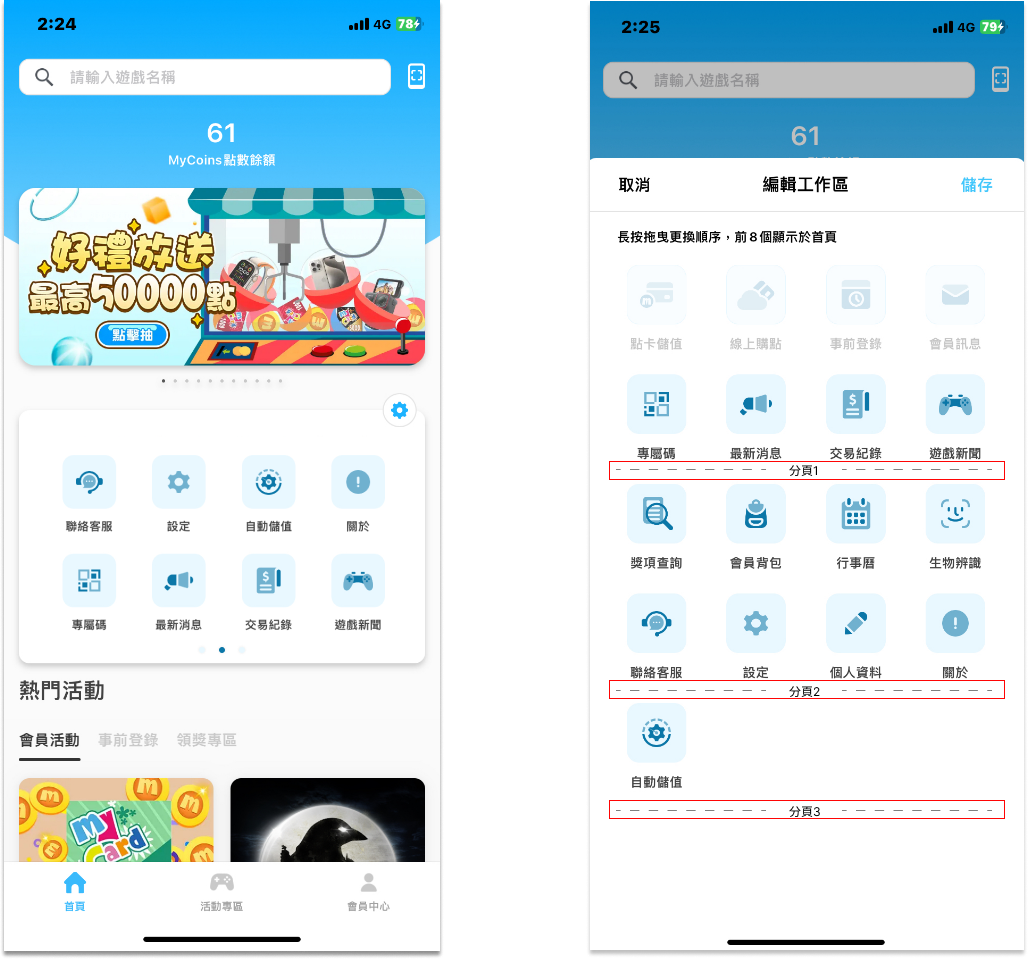 2:24
4G 78
請輸入遊戲名稱
61
MyCoins點數餘額
好禮放送
最高50000點
點擊抽
聯絡客服 設定 自動儲值 關於
專屬碼 最新消息 交易紀錄 遊戲新聞
熱門活動
會員活動 事前登錄 領獎專區
my
Card
首頁 活動專區 會員中心
2:25
4G 79
請輸入遊戲名稱
61
取消 編輯工作區 儲存
長按拖曳更換順序，前8個顯示於首頁
點卡儲值 線上購點 事前登錄 會員訊息
專屬碼 最新消息 交易紀錄 遊戲新聞
分頁1
獎項查詢 會員背包 行事曆 生物辨識
聯絡客服 設定 個人資料 關於
分頁2
自動儲值
分頁3